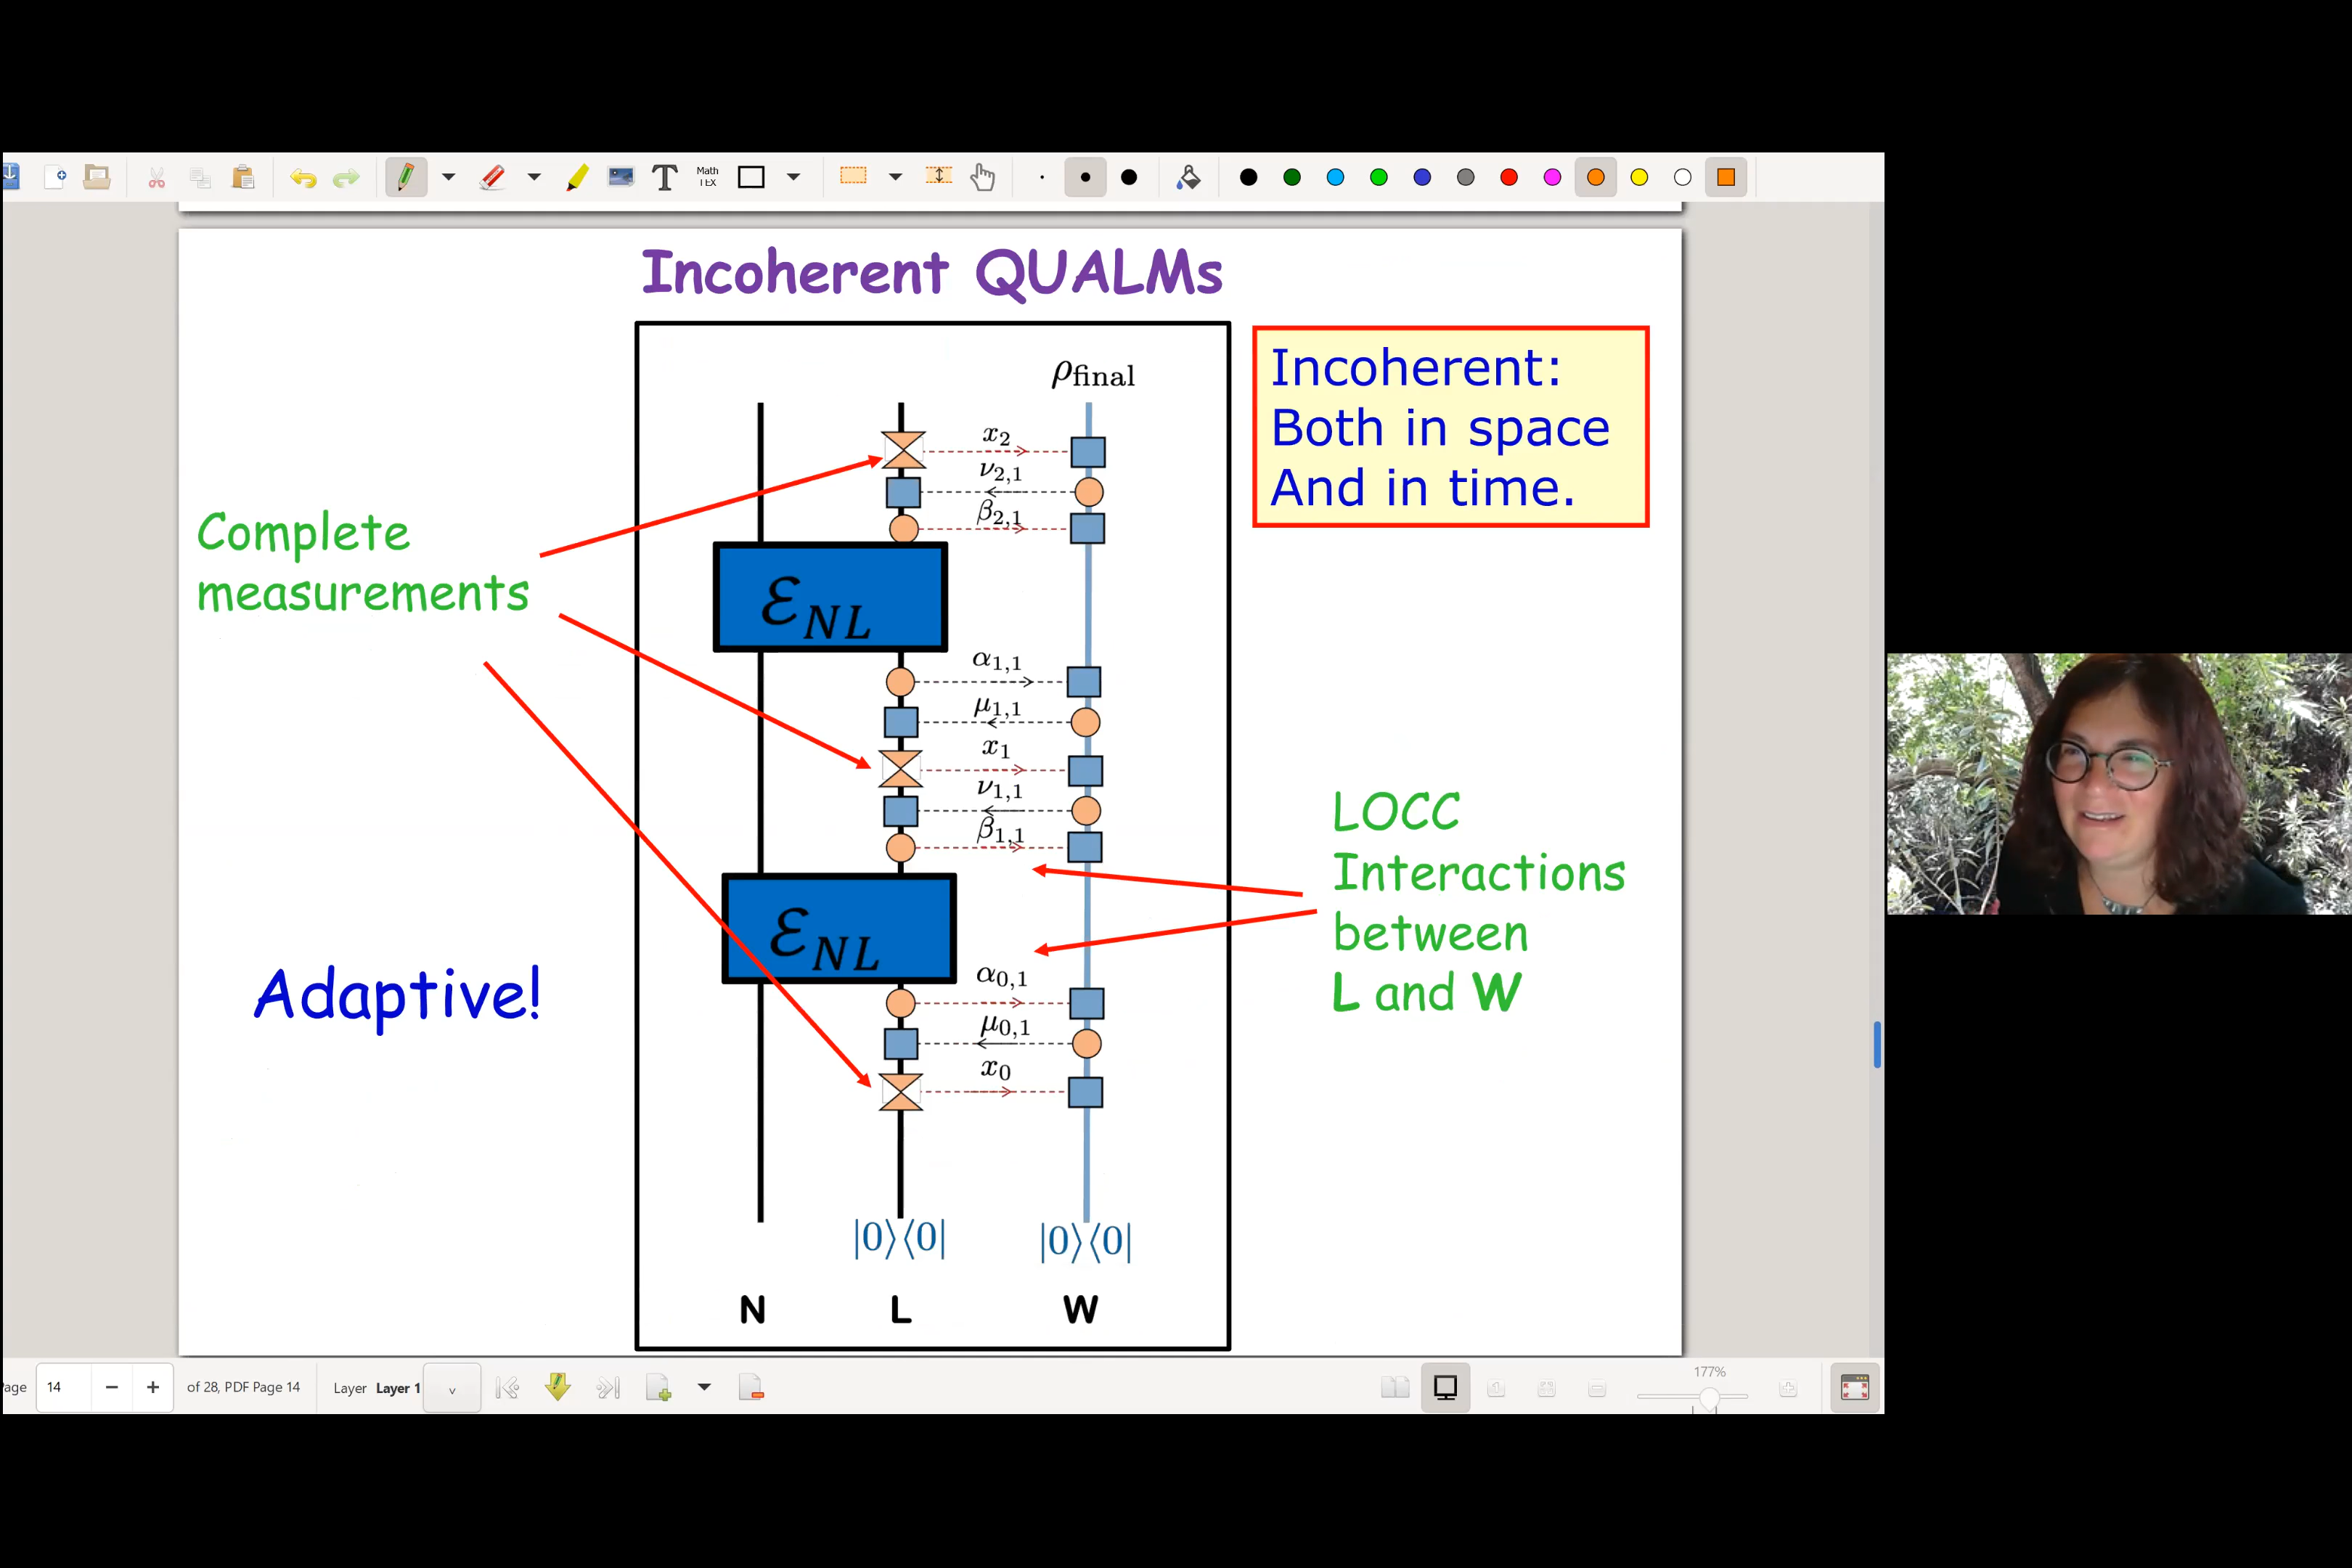 Math
TEX
Incoherent QUALMs
Incoherent:
Both in space
And in time.
Complete
measurements
Adaptive!
ρfinal
x2
ν2,1
β2,1
ℰNL
α1,1
μ1,1
x1
ν1,1
β1,1
ℰNL
α0,1
μ0,1
x0
|0⟩⟨0| |0⟩⟨0|
N L W
LOCC
Interactions
between
L and W
age 14 of 28, PDF Page 14 Layer Layer 1 177%